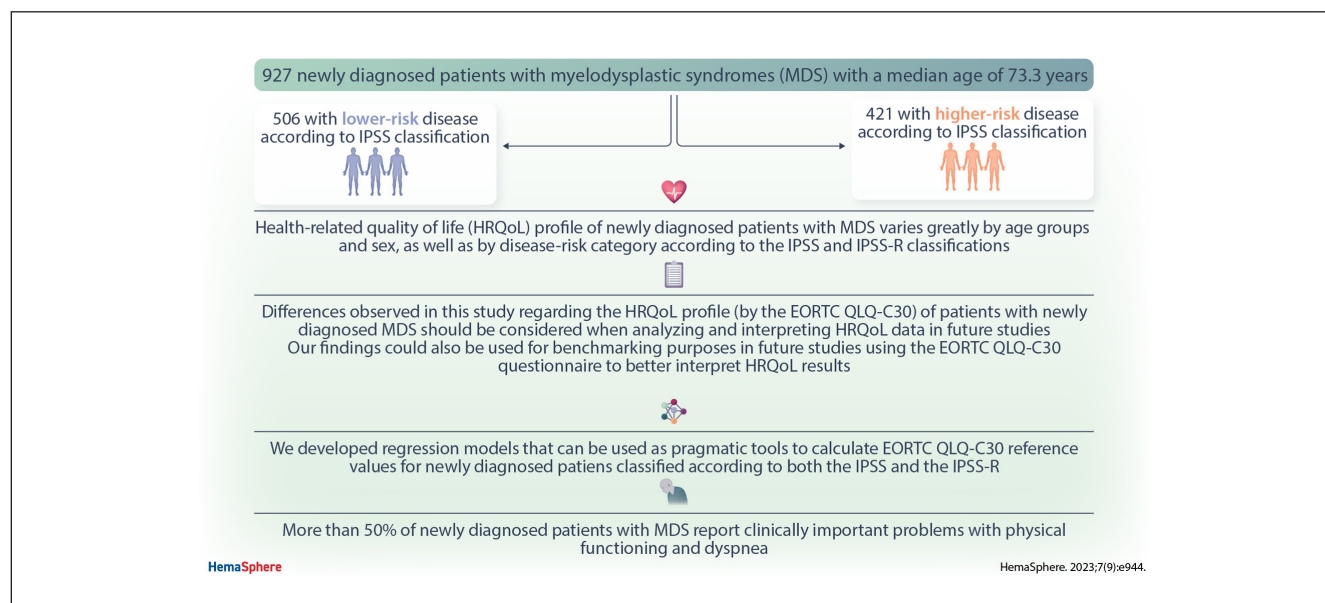 927 newly diagnosed patients with myelodysplastic syndromes (MDS) with a median age of 73.3 years
506 with lower-risk disease
according to IPSS classification
421 with higher-risk disease
according to IPSS classification
Health-related quality of life (HRQoL) profile of newly diagnosed patients with MDS varies greatly by age groups
and sex, as well as by disease-risk category according to the IPSS and IPSS-R classifications
Differences observed in this study regarding the HRQoL profile (by the EORTC QLQ-C30) of patients with newly
diagnosed MDS should be considered when analyzing and interpreting HRQoL data in future studies
Our findings could also be used for benchmarking purposes in future studies using the EORTC QLQ-C30
questionnaire to better interpret HRQoL results
We developed regression models that can be used as pragmatic tools to calculate EORTC QLQ-C30 reference
values for newly diagnosed patiens classified according to both the IPSS and the IPSS-R
More than 50% of newly diagnosed patients with MDS report clinically important problems with physical
functioning and dyspnea
HemaSphere
HemaSphere. 2023;7(9):e944.